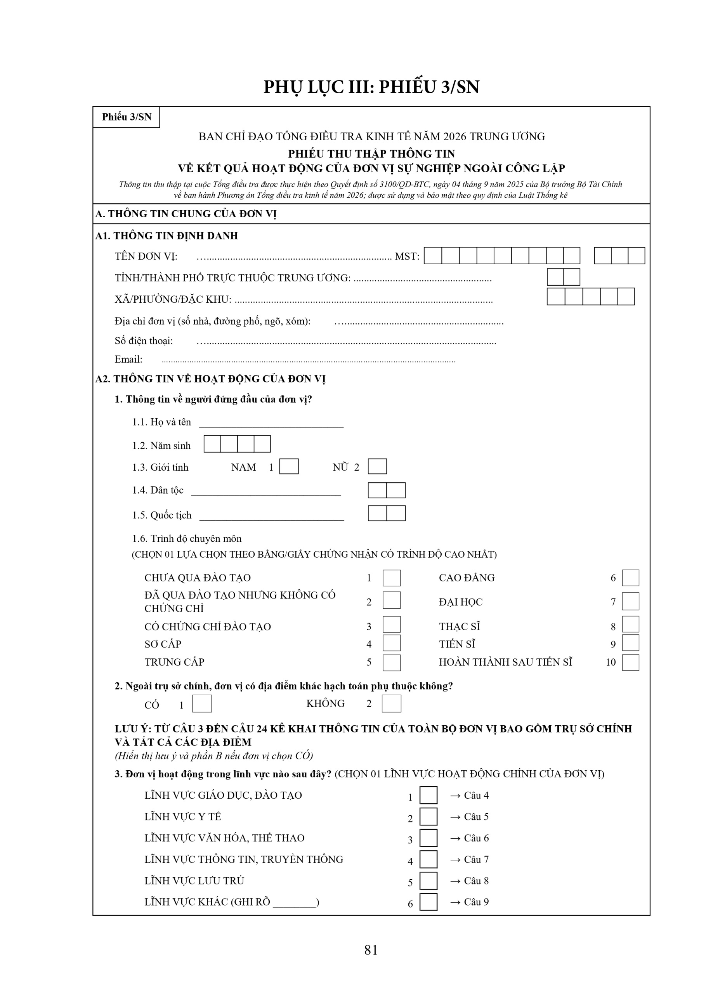 PHỤ LỤC III: PHIẾU 3/SN
Phiếu 3/SN
BAN CHỈ ĐẠO TỔNG ĐIỀU TRA KINH TẾ NĂM 2026 TRUNG ƯƠNG
PHIẾU THU THẬP THÔNG TIN
VỀ KẾT QUẢ HOẠT ĐỘNG CỦA ĐƠN VỊ SỰ NGHIỆP NGOÀI CÔNG LẬP
Thông tin thu thập tại cuộc Tổng điều tra được thực hiện theo Quyết định số 3100/QĐ-BTC, ngày 04 tháng 9 năm 2025 của Bộ trưởng Bộ Tài Chính
về ban hành Phương án Tổng điều tra kinh tế năm 2026; được sử dụng và bảo mật theo quy định của Luật Thống kê
A. THÔNG TIN CHUNG CỦA ĐƠN VỊ
A1. THÔNG TIN ĐỊNH DANH
TÊN ĐƠN VỊ: ........................................................................ MST:
TỈNH/THÀNH PHỐ TRỰC THUỘC TRUNG ƯƠNG: .....................................................
XÃ/PHƯỜNG/ĐẶC KHU: ...................................................................................................
Địa chỉ đơn vị (số nhà, đường phố, ngõ, xóm): ................................................................
Số điện thoại: ..................................................................................................................
Email: ..................................................................................................................
A2. THÔNG TIN VỀ HOẠT ĐỘNG CỦA ĐƠN VỊ
1. Thông tin về người đứng đầu của đơn vị?
1.1. Họ và tên ___________________________
1.2. Năm sinh
1.3. Giới tính NAM 1 NỮ 2
1.4. Dân tộc ____________________________
1.5. Quốc tịch ___________________________
1.6. Trình độ chuyên môn
(CHỌN 01 LỰA CHỌN THEO BẰNG/GIẤY CHỨNG NHẬN CÓ TRÌNH ĐỘ CAO NHẤT)
CHƯA QUA ĐÀO TẠO 1 CAO ĐẲNG 6
ĐÃ QUA ĐÀO TẠO NHƯNG KHÔNG CÓ
CHỨNG CHỈ 2 ĐẠI HỌC 7
CÓ CHỨNG CHỈ ĐÀO TẠO 3 THẠC SĨ 8
SƠ CẤP 4 TIẾN SĨ 9
TRUNG CẤP 5 HOÀN THÀNH SAU TIẾN SĨ 10
2. Ngoài trụ sở chính, đơn vị có địa điểm khác hạch toán phụ thuộc không?
CÓ 1 KHÔNG 2
LƯU Ý: TỪ CÂU 3 ĐẾN CÂU 24 KÊ KHAI THÔNG TIN CỦA TOÀN BỘ ĐƠN VỊ BAO GỒM TRỤ SỞ CHÍNH
VÀ TẤT CẢ CÁC ĐỊA ĐIỂM
(Hiển thị lưu ý và phần B nếu đơn vị chọn CÓ)
3. Đơn vị hoạt động trong lĩnh vực nào sau đây? (CHỌN 01 LĨNH VỰC HOẠT ĐỘNG CHÍNH CỦA ĐƠN VỊ)
LĨNH VỰC GIÁO DỤC, ĐÀO TẠO 1 → Câu 4
LĨNH VỰC Y TẾ 2 → Câu 5
LĨNH VỰC VĂN HÓA, THỂ THAO 3 → Câu 6
LĨNH VỰC THÔNG TIN, TRUYỀN THÔNG 4 → Câu 7
LĨNH VỰC LƯU TRÚ 5 → Câu 8
LĨNH VỰC KHÁC (GHI RÕ ________) 6 → Câu 9
81